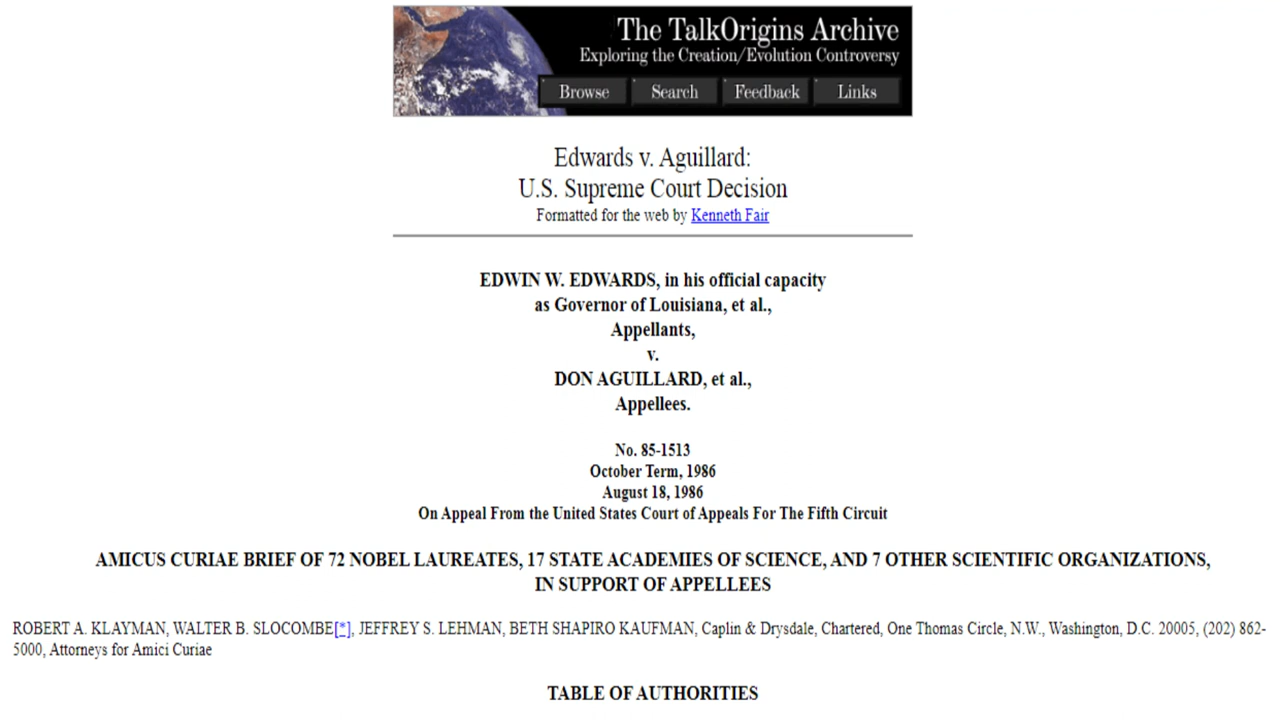 The TalkOrigins Archive
Exploring the Creation/Evolution Controversy
Browse Search Feedback Links
Edwards v. Aguillard:
U.S. Supreme Court Decision
Formatted for the web by Kenneth Fair
EDWIN W. EDWARDS, in his official capacity
as Governor of Louisiana, et al.,
Appellants,
v.
DON AGUILLARD, et al.,
Appellees.
No. 85-1513
October Term, 1986
August 18, 1986
On Appeal From the United States Court of Appeals For The Fifth Circuit
AMICUS CURIAE BRIEF OF 72 NOBEL LAUREATES, 17 STATE ACADEMIES OF SCIENCE, AND 7 OTHER SCIENTIFIC ORGANIZATIONS,
IN SUPPORT OF APPELLEES
ROBERT A. KLAYMAN, WALTER B. SLOCOMBE[*], JEFFREY S. LEHMAN, BETH SHAPIRO KAUFMAN, Caplin & Drysdale, Chartered, One Thomas Circle, N.W., Washington, D.C. 20005, (202) 862-
5000, Attorneys for Amici Curiae
TABLE OF AUTHORITIES